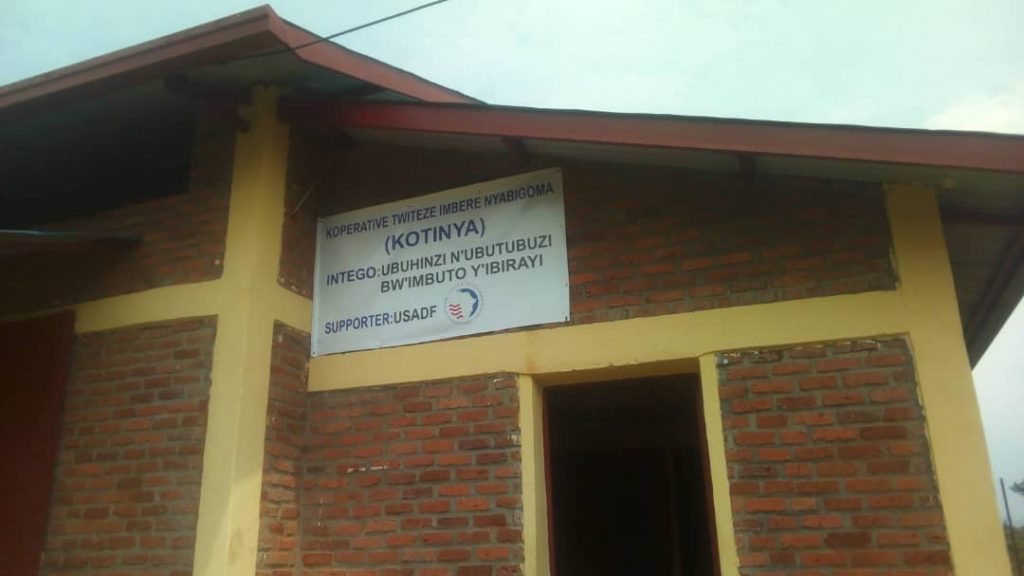 KOPERATIVE TWITEZE IMBERE NYABIGOMA
(KOTINYA)
INTEGO:UBUHINZI N'UBUTUBUZI
BW'IMBUTO Y'IBIRAYI
SUPPORTER:USADF